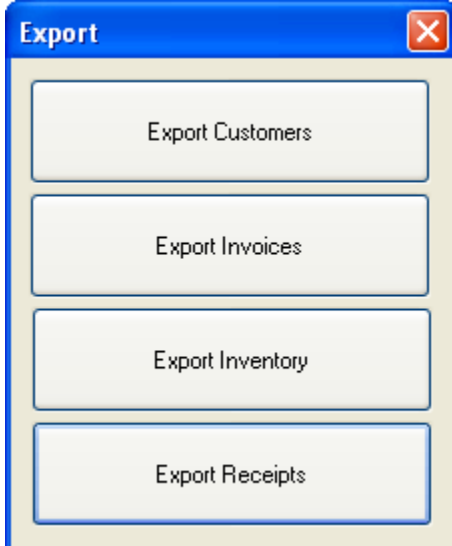 Export
Export Customers
Export Invoices
Export Inventory
Export Receipts